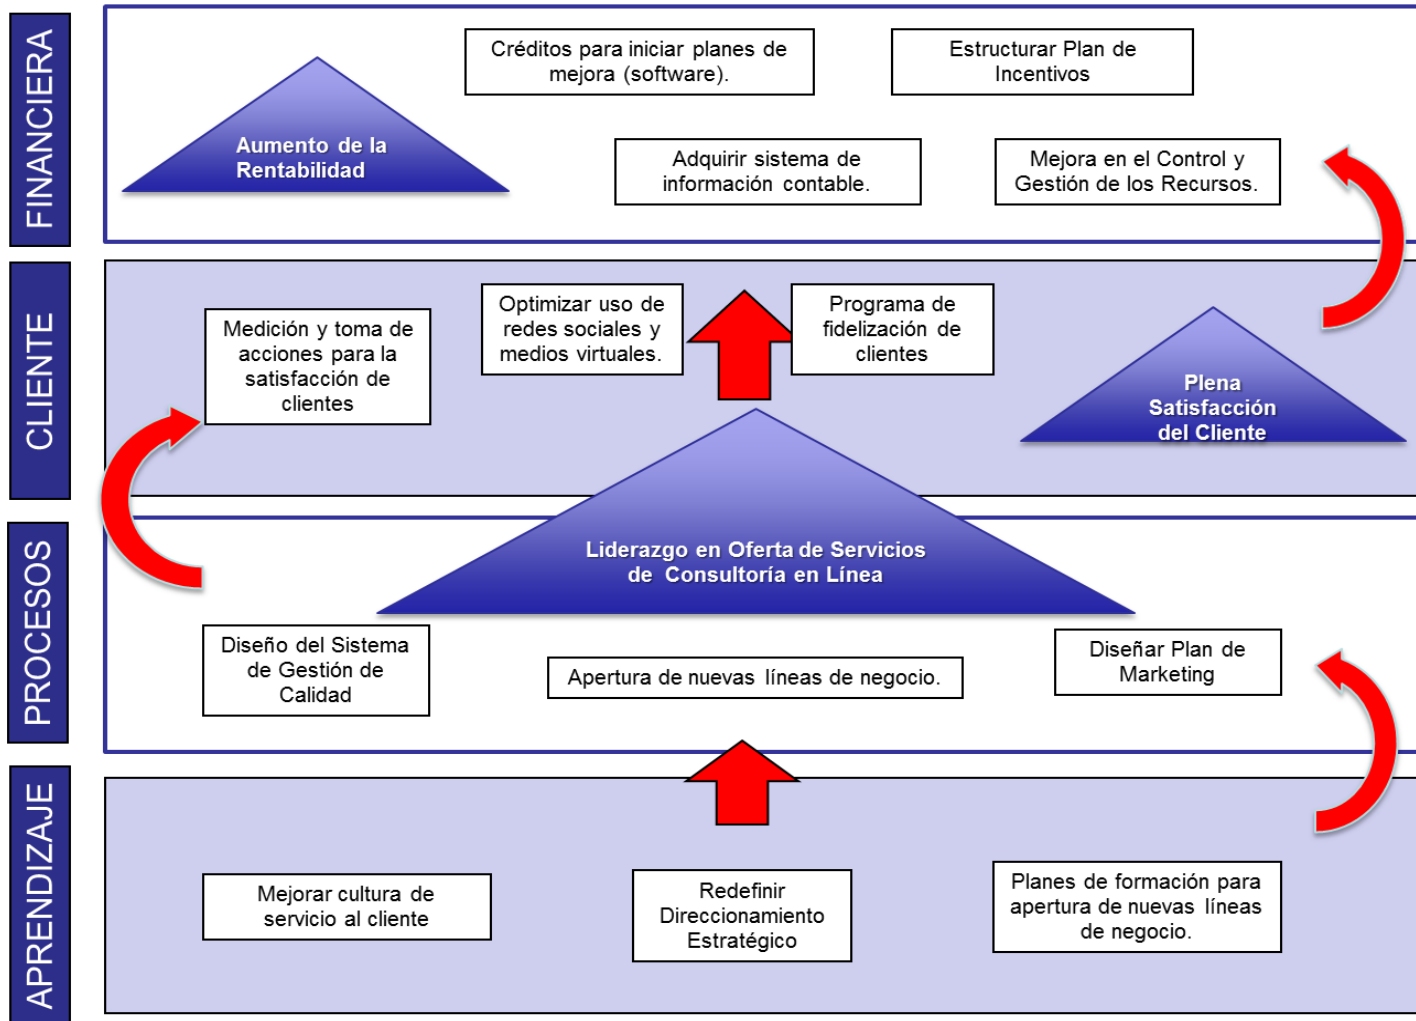 FINANCIERA
Créditos para iniciar planes de
mejora (software).
Estructurar Plan de
Incentivos
Aumento de la
Rentabilidad
Adquirir sistema de
información contable.
Mejora en el Control y
Gestión de los Recursos.
CLIENTE
Medición y toma de
acciones para la
satisfacción de
clientes
Optimizar uso de
redes sociales y
medios virtuales.
Programa de
fidelización de
clientes
Plena
Satisfacción
del Cliente
PROCESOS
Liderazgo en Oferta de Servicios
de Consultoría en Línea
Diseño del Sistema
de Gestión de
Calidad
Apertura de nuevas líneas de negocio.
Diseñar Plan de
Marketing
APRENDIZAJE
Mejorar cultura de
servicio al cliente
Redefinir
Direccionamiento
Estratégico
Planes de formación para
apertura de nuevas líneas
de negocio.